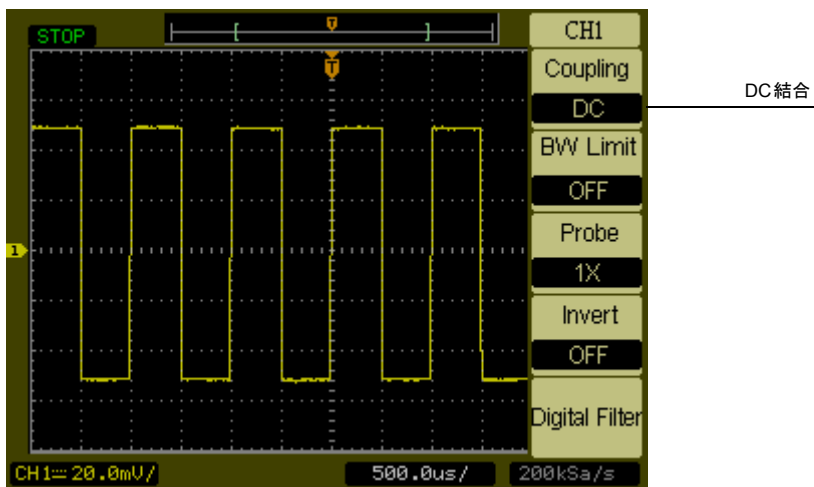 STOP
T
T
CH1
Coupling
DC
DC結合
BW Limit
OFF
Probe
1X
1
Invert
OFF
Digital Filter
CH1⎓20.0mV/
500.0us/
200kSa/s